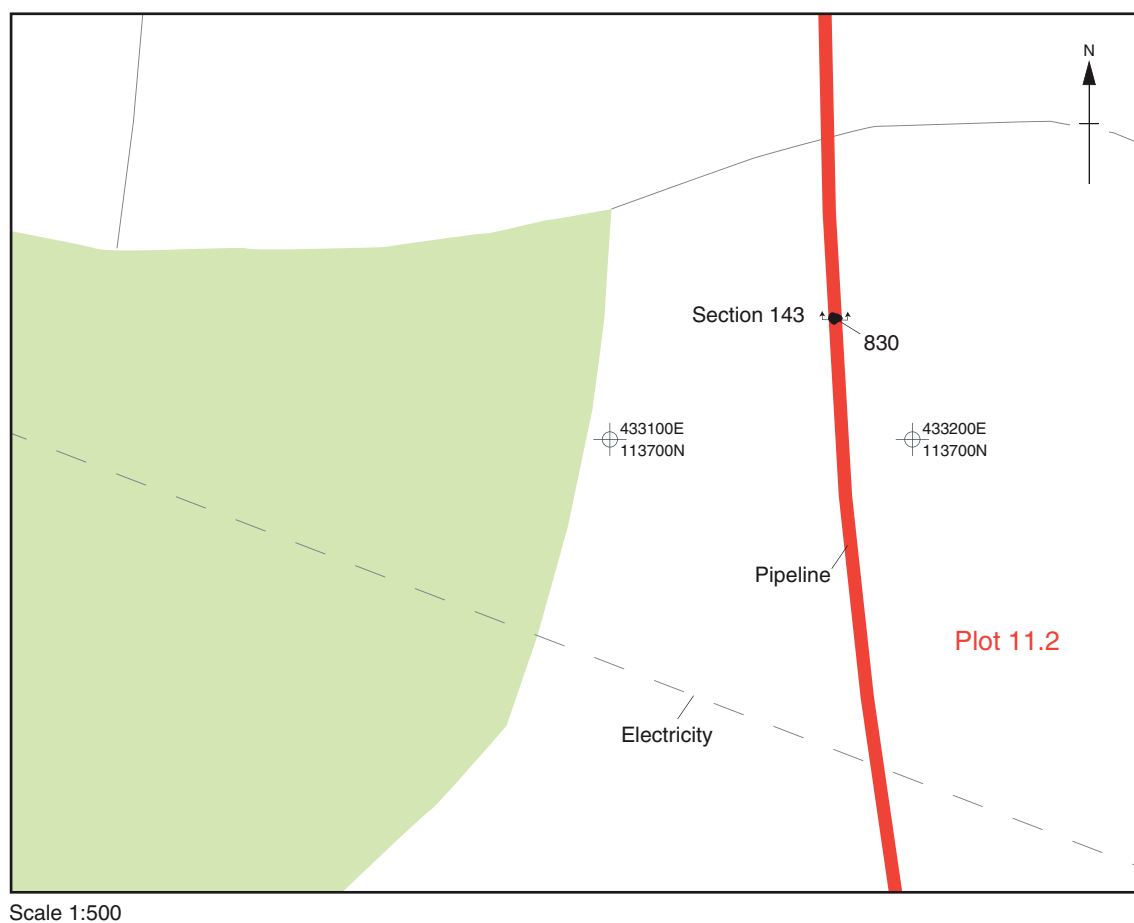 N
Section 143
830
433100E
113700N
433200E
113700N
Pipeline
Plot 11.2
Electricity
Scale 1:500